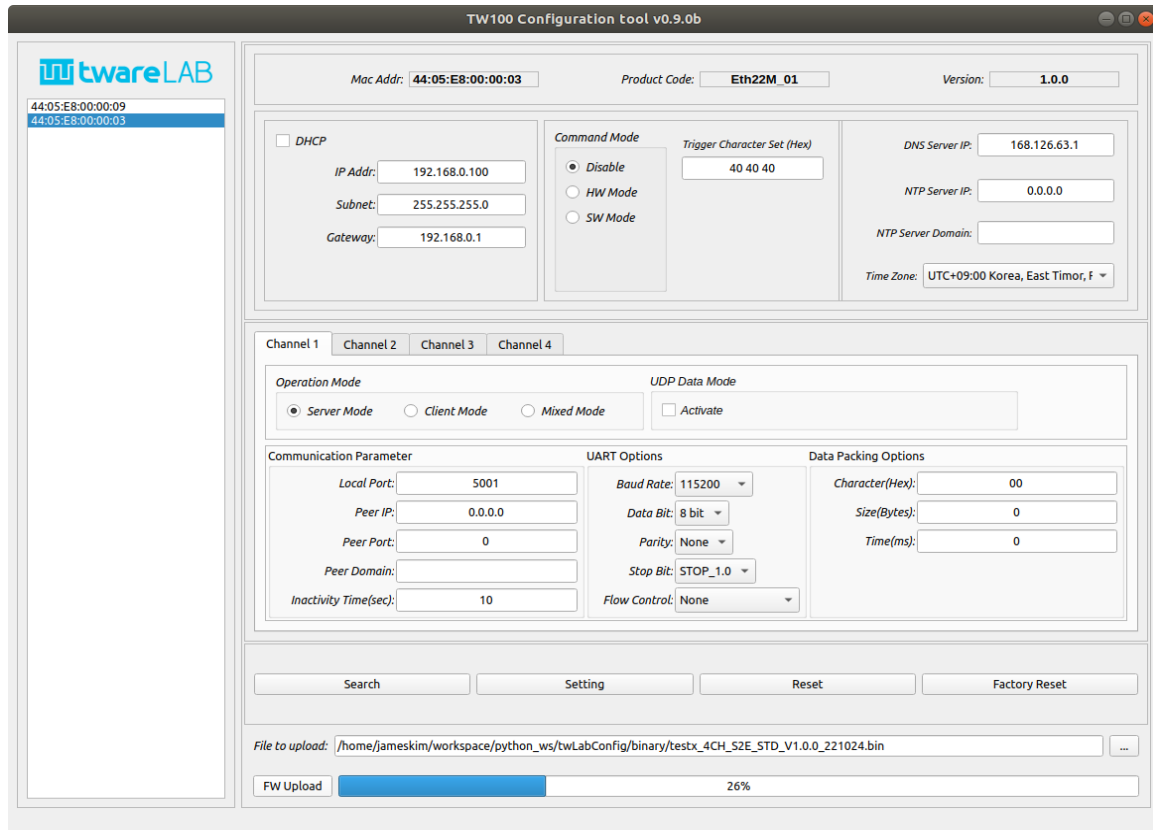 TW100 Configuration tool v0.9.0b
twareLAB
44:05:E8:00:00:09
44:05:E8:00:00:03
Mac Addr: 44:05:E8:00:00:03 Product Code: Eth22M_01 Version: 1.0.0
DHCP
IP Addr: 192.168.0.100
Subnet: 255.255.255.0
Gateway: 192.168.0.1
Command Mode
Disable
HW Mode
SW Mode
Trigger Character Set (Hex)
40 40 40
DNS Server IP: 168.126.63.1
NTP Server IP: 0.0.0.0
NTP Server Domain:
Time Zone: UTC+09:00 Korea, East Timor, F
Channel 1 Channel 2 Channel 3 Channel 4
Operation Mode
Server Mode Client Mode Mixed Mode
UDP Data Mode
Activate
Communication Parameter
Local Port: 5001
Peer IP: 0.0.0.0
Peer Port: 0
Peer Domain:
Inactivity Time(sec): 10
UART Options
Baud Rate: 115200
Data Bit: 8 bit
Parity: None
Stop Bit: STOP_1.0
Flow Control: None
Data Packing Options
Character(Hex): 00
Size(Bytes): 0
Time(ms): 0
Search Setting Reset Factory Reset
File to upload: /home/jameskim/workspace/python_ws/twLabConfig/binary/testx_4CH_S2E_STD_V1.0.0_221024.bin ...
FW Upload 26%